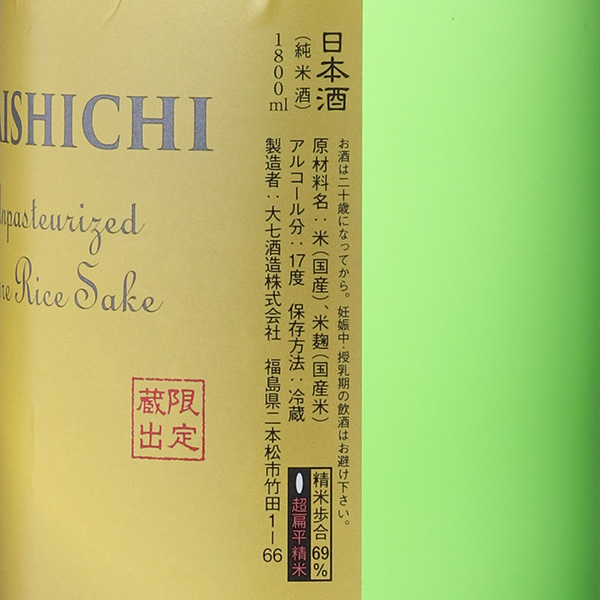 AISHICHI
Unpasteurized
re Rice Sake
限定
蔵出
日本酒
(純米酒)
1800ml
お酒は二十歳になってから。妊娠中・授乳期の飲酒はお避け下さい。
原材料名:米(国産)、米麹(国産米)
精米歩合 69%
アルコール分:17度 保存方法:冷蔵
超扁平精米
製造者:大七酒造株式会社 福島県二本松市竹田1ー66